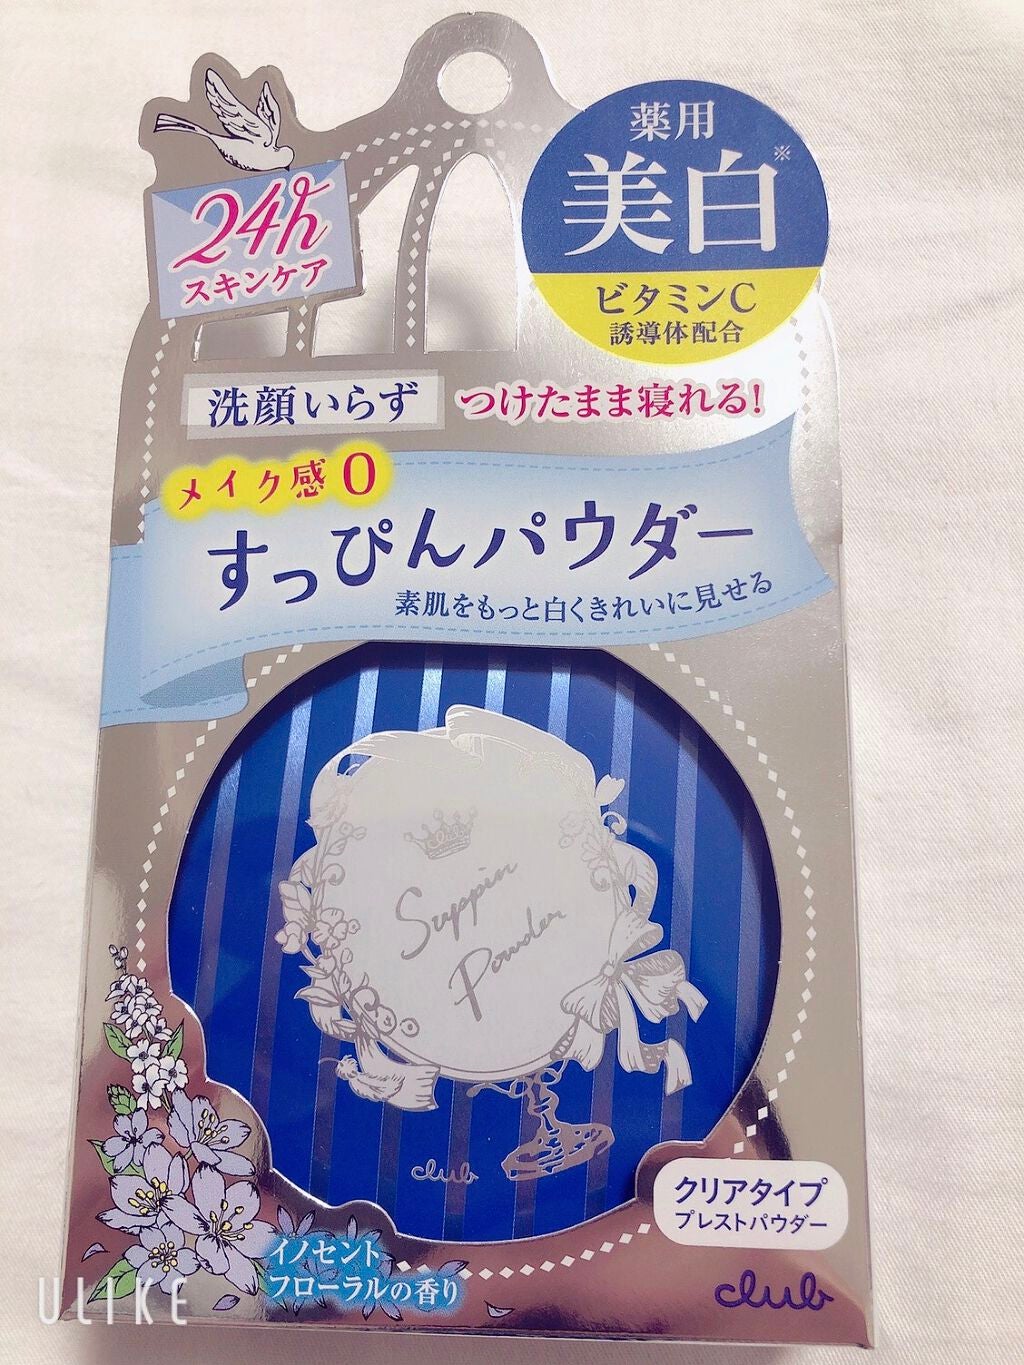 薬用
美白※
ビタミンC
誘導体配合
24h
スキンケア
洗顔いらず
つけたまま寝れる!
メイク感0
すっぴんパウダー
素肌をもっと白くきれいに見せる
Suppin
Powder
club
クリアタイプ
プレストパウダー
イノセント
フローラルの香り
club
ULIKE